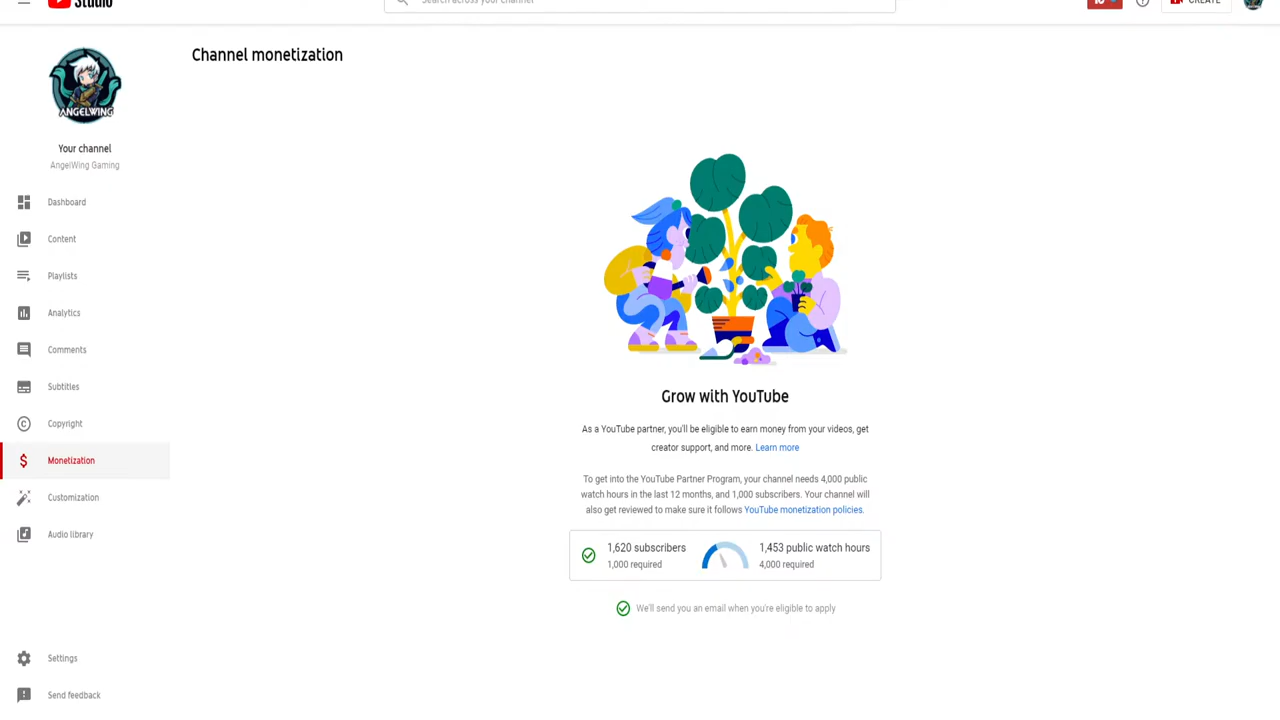 Studio
Search across your channel
CREATE
Channel monetization
ANGELWING
Your channel
AngelWing Gaming
Dashboard
Content
Playlists
Analytics
Comments
Subtitles
Copyright
Monetization
Customization
Audio library
Settings
Send feedback
Grow with YouTube
As a YouTube partner, you'll be eligible to earn money from your videos, get
creator support, and more. Learn more
To get into the YouTube Partner Program, your channel needs 4,000 public
watch hours in the last 12 months, and 1,000 subscribers. Your channel will
also get reviewed to make sure it follows YouTube monetization policies.
1,620 subscribers
1,000 required
1,453 public watch hours
4,000 required
We'll send you an email when you're eligible to apply